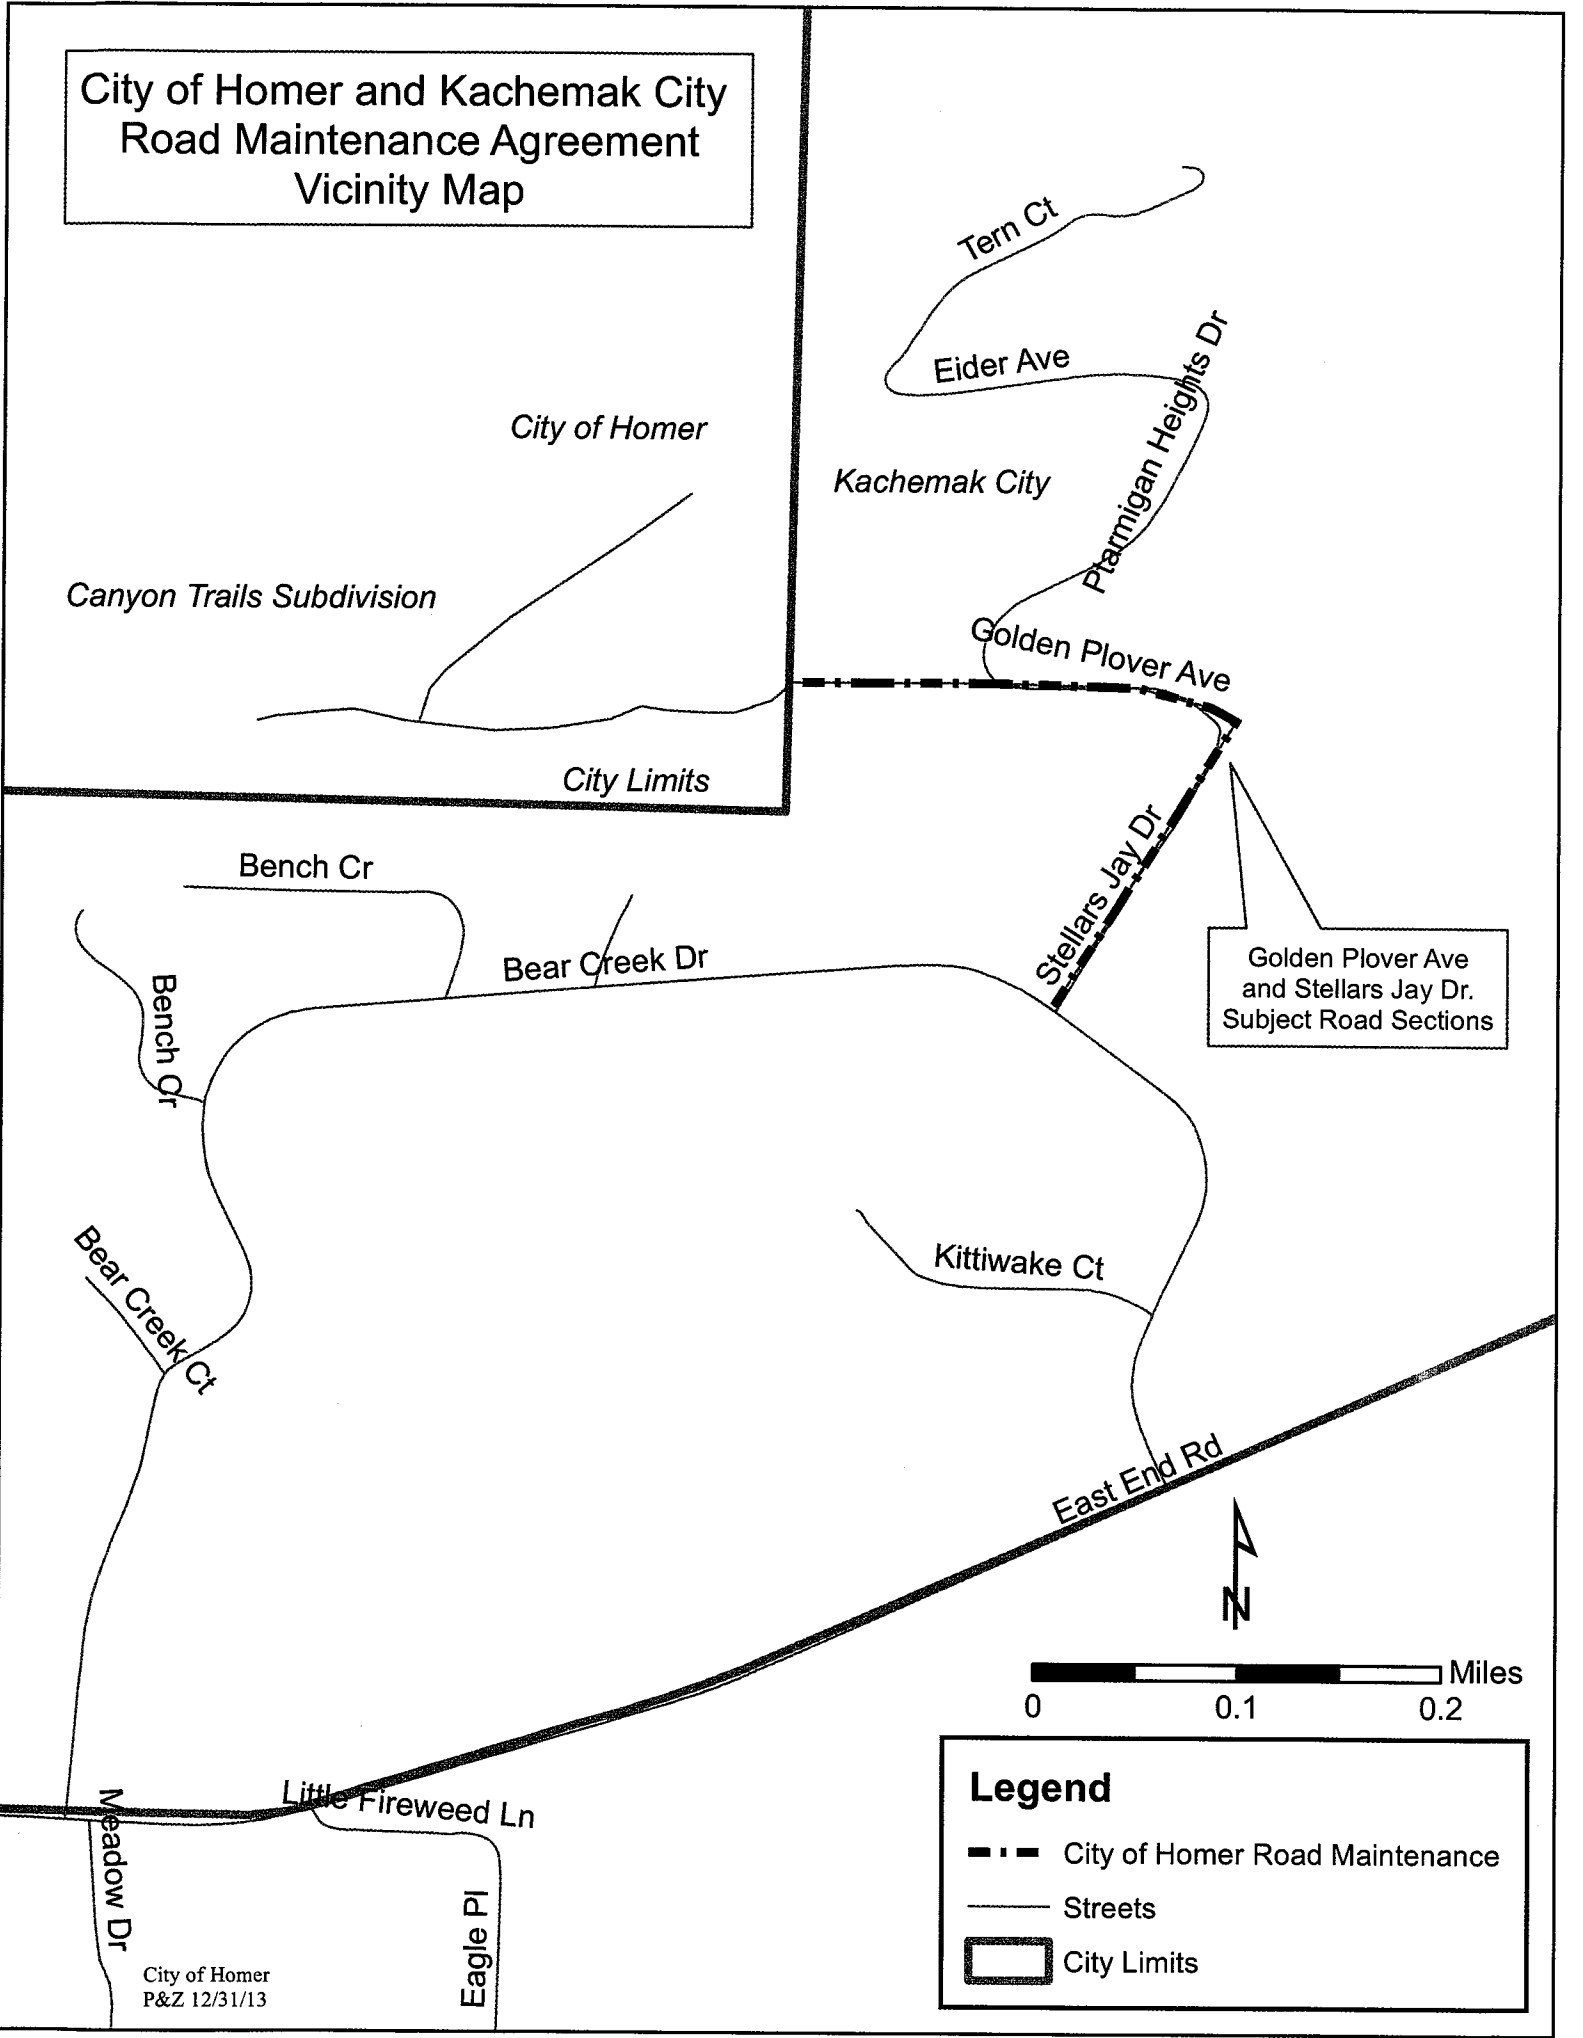 City of Homer and Kachemak City
Road Maintenance Agreement
Vicinity Map
Tern Ct
Eider Ave
Ptarmigan Heights Dr
City of Homer
Kachemak City
Canyon Trails Subdivision
Golden Plover Ave
City Limits
Stellars Jay Dr
Bench Cr
Bear Creek Dr
Golden Plover Ave
and Stellars Jay Dr.
Subject Road Sections
Bench Cr
Bear Creek Ct
Kittiwake Ct
East End Rd
N
Miles
0 0.1 0.2
Little Fireweed Ln
Meadow Dr
Eagle Pl
Legend
City of Homer Road Maintenance
Streets
City Limits
City of Homer
P&Z 12/31/13